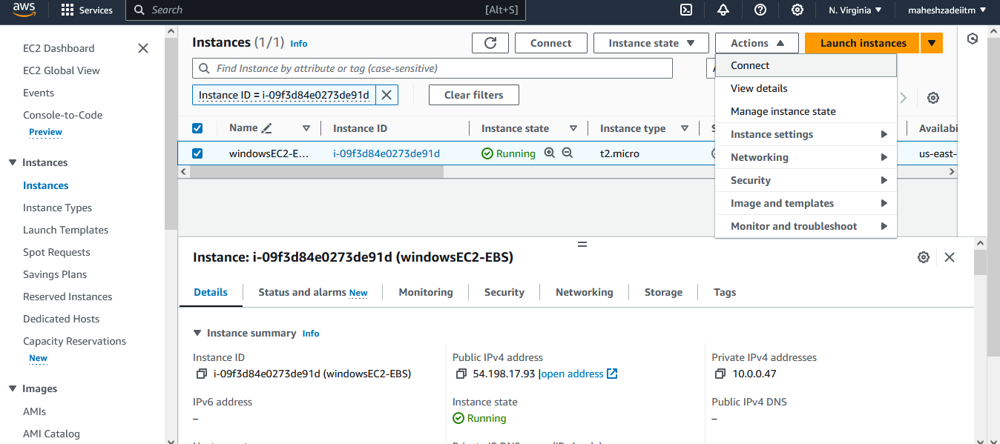 aws
Services
Search
[Alt+S]
N. Virginia
maheshzadeiitm
EC2 Dashboard
EC2 Global View
Events
Console-to-Code
Preview
Instances
Instances
Instance Types
Launch Templates
Spot Requests
Savings Plans
Reserved Instances
Dedicated Hosts
Capacity Reservations
New
Images
AMIs
AMI Catalog
Instances (1/1) Info
Connect
Instance state
Actions
Launch instances
Find Instance by attribute or tag (case-sensitive)
Instance ID = i-09f3d84e0273de91d
Clear filters
Connect
View details
Manage instance state
Instance settings
Networking
Security
Image and templates
Monitor and troubleshoot
Name
Instance ID
Instance state
Instance type
Availabi
windowsEC2-E...
i-09f3d84e0273de91d
Running
t2.micro
us-east-
Instance: i-09f3d84e0273de91d (windowsEC2-EBS)
Details
Status and alarms New
Monitoring
Security
Networking
Storage
Tags
Instance summary Info
Instance ID
i-09f3d84e0273de91d (windowsEC2-EBS)
Public IPv4 address
54.198.17.93 |open address
Private IPv4 addresses
10.0.0.47
IPv6 address
–
Instance state
Running
Public IPv4 DNS
–